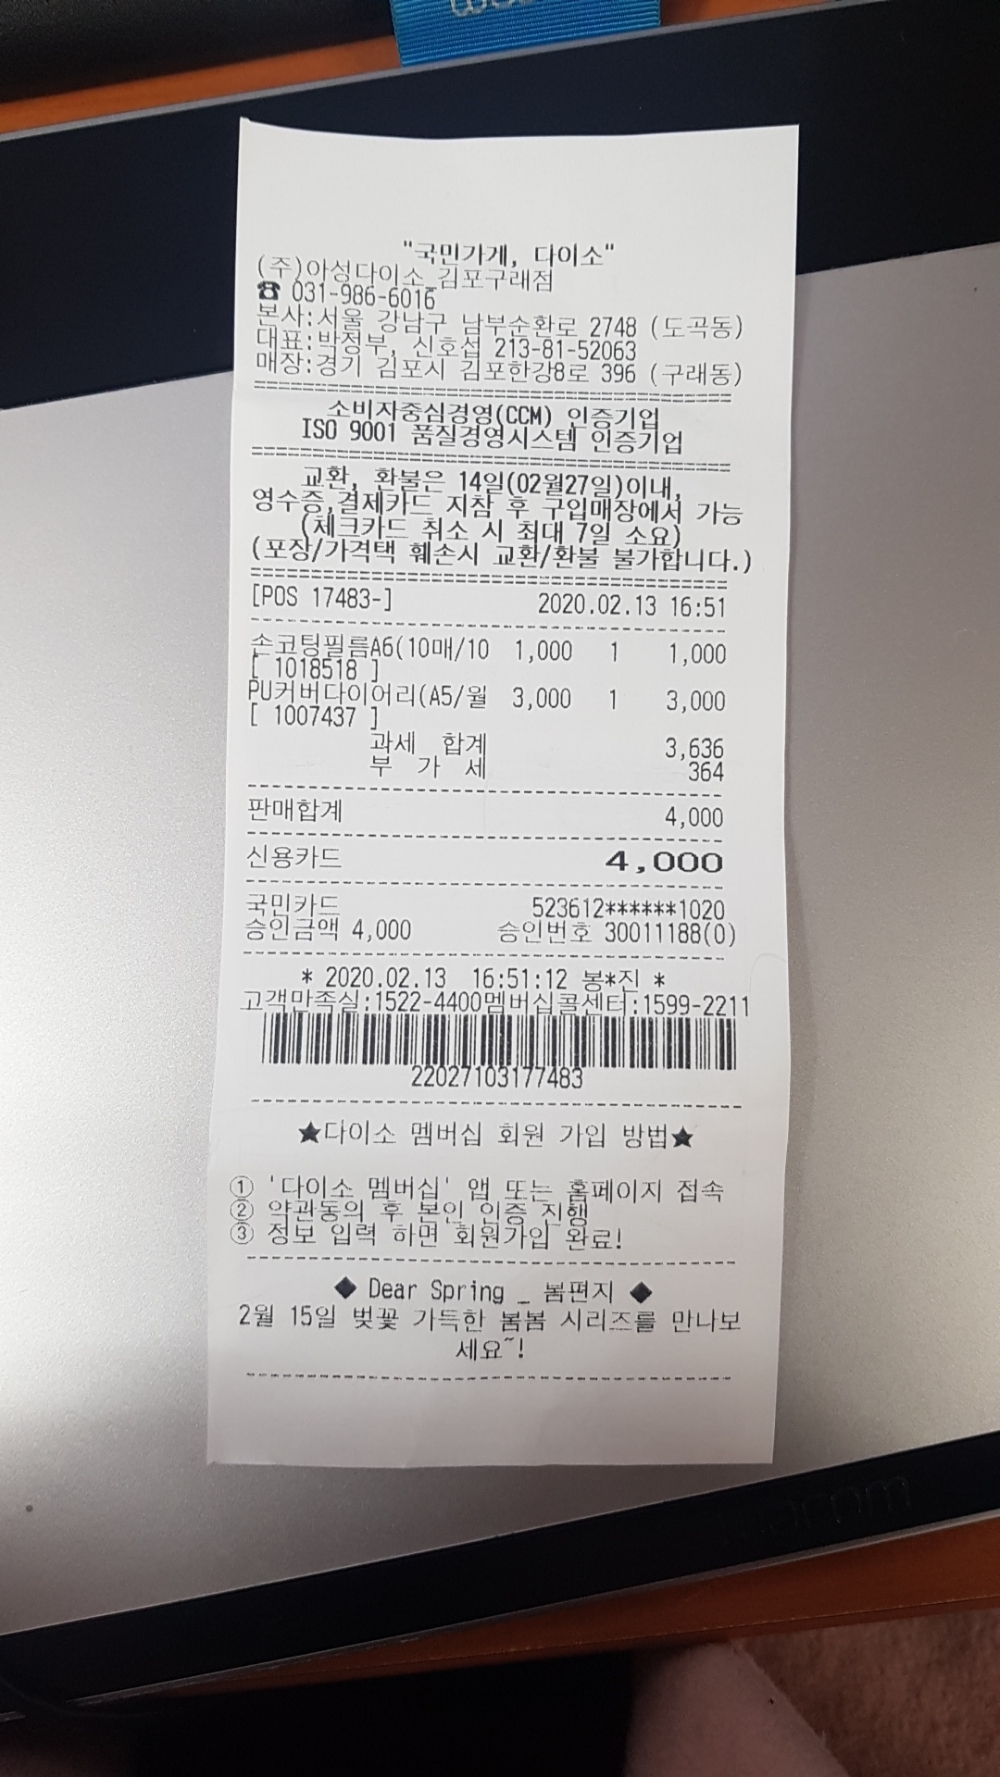 "국민가게, 다이소"
(주)아성다이소_김포구래점
☎ 031-986-6016
본사:서울 강남구 남부순환로 2748 (도곡동)
대표:박정부, 신호섭 213-81-52063
매장:경기 김포시 김포한강8로 396 (구래동)
소비자중심경영(CCM) 인증기업
ISO 9001 품질경영시스템 인증기업
교환, 환불은 14일(02월27일)이내,
영수증,결제카드 지참 후 구입매장에서 가능
(체크카드 취소 시 최대 7일 소요)
(포장/가격택 훼손시 교환/환불 불가합니다.)
[POS 17483-] 2020.02.13 16:51
손코팅필름A6(10매/10 1,000 1 1,000
[ 1018518 ]
PU커버다이어리(A5/월 3,000 1 3,000
[ 1007437 ]
과세 합계 3,636
부 가 세 364
판매합계 4,000
신용카드 4,000
국민카드 523612******1020
승인금액 4,000 승인번호 30011188(0)
* 2020.02.13 16:51:12 봉*진 *
고객만족실:1522-4400멤버십콜센터:1599-2211
22027103177483
★다이소 멤버십 회원 가입 방법★
① '다이소 멤버십' 앱 또는 홈페이지 접속
② 약관동의 후 본인 인증 진행
③ 정보 입력 하면 회원가입 완료!
◆ Dear Spring _ 봄편지 ◆
2월 15일 벚꽃 가득한 봄봄 시리즈를 만나보
세요~!
wacom